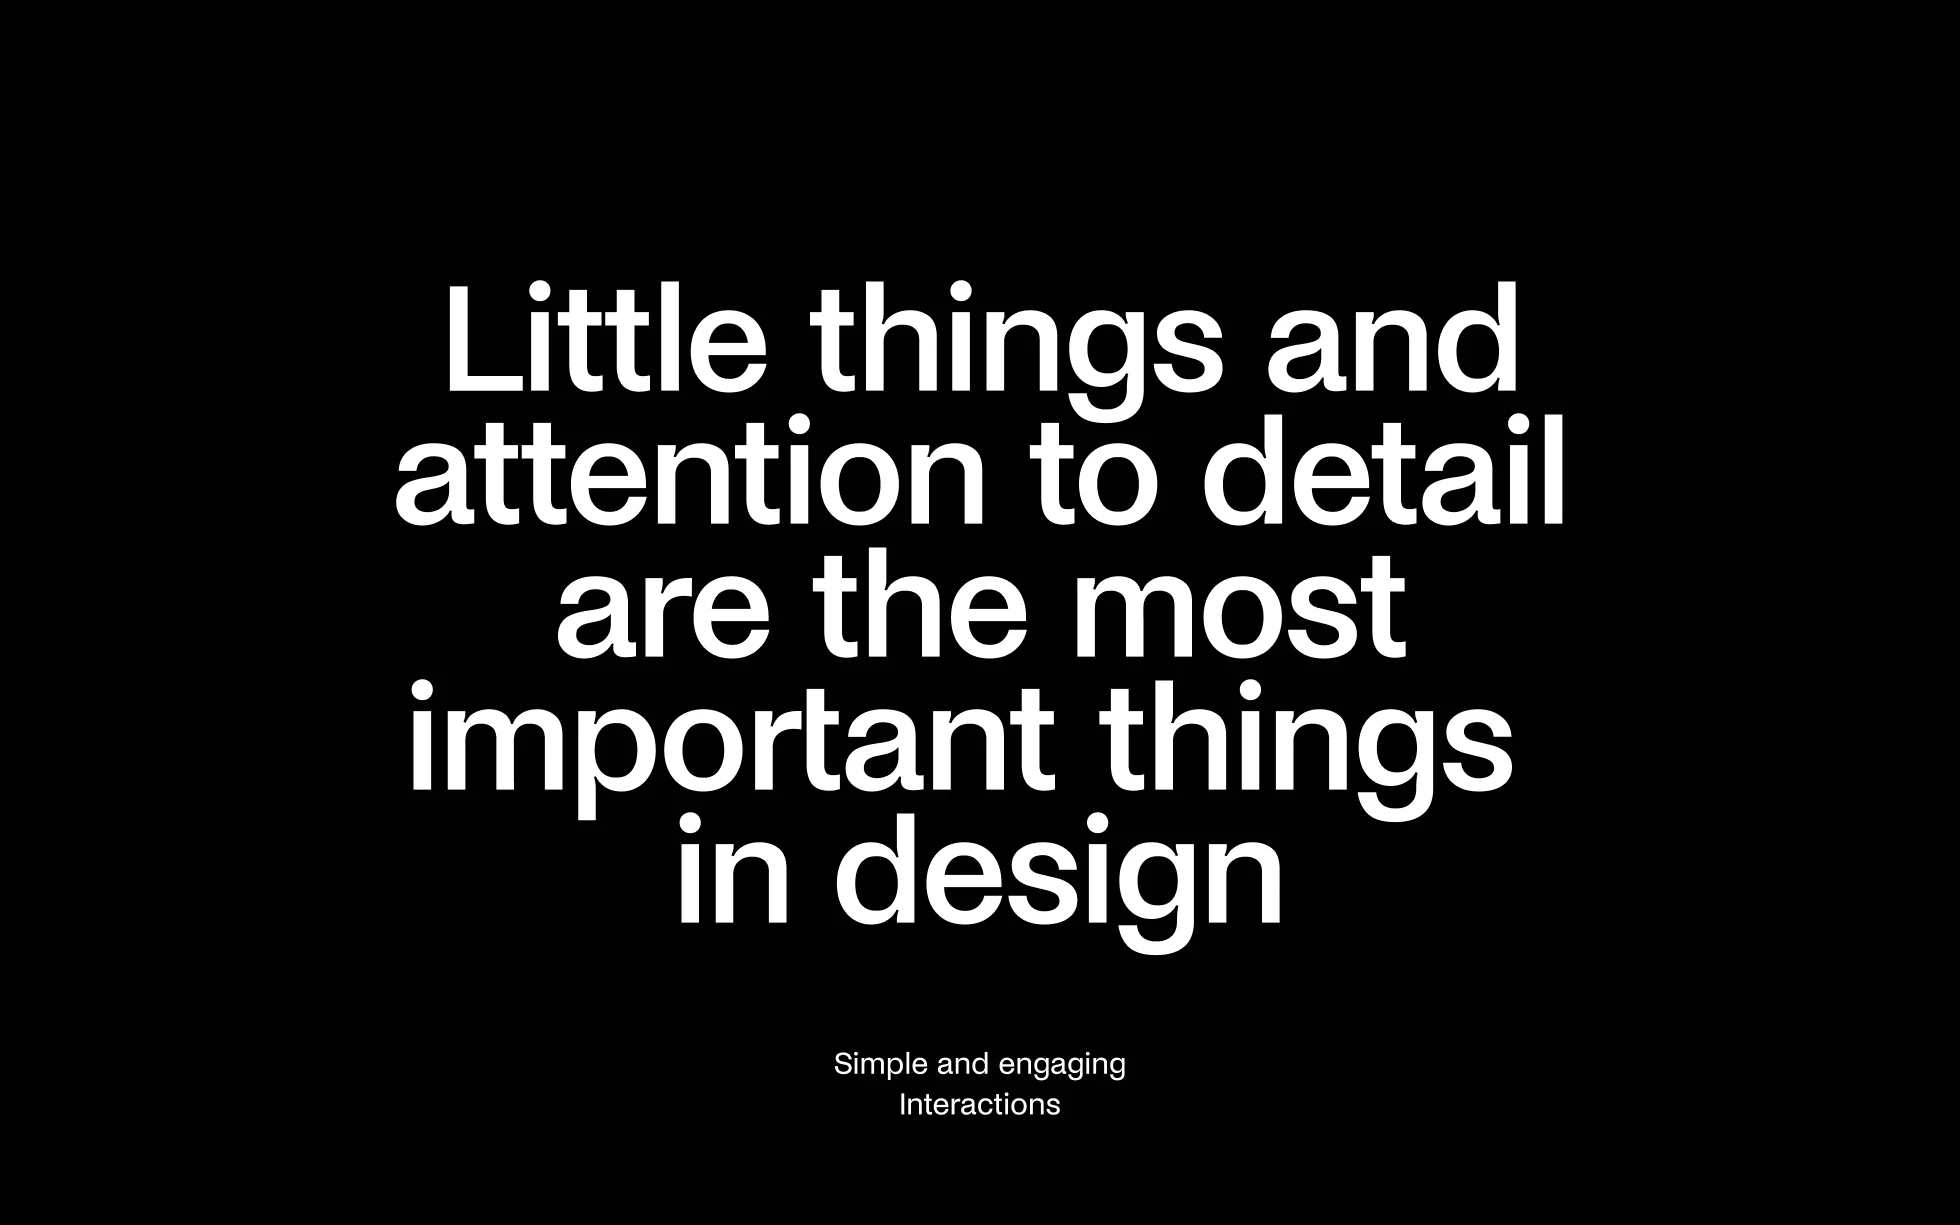 Little things and
attention to detail
are the most
important things
in design
Simple and engaging
Interactions